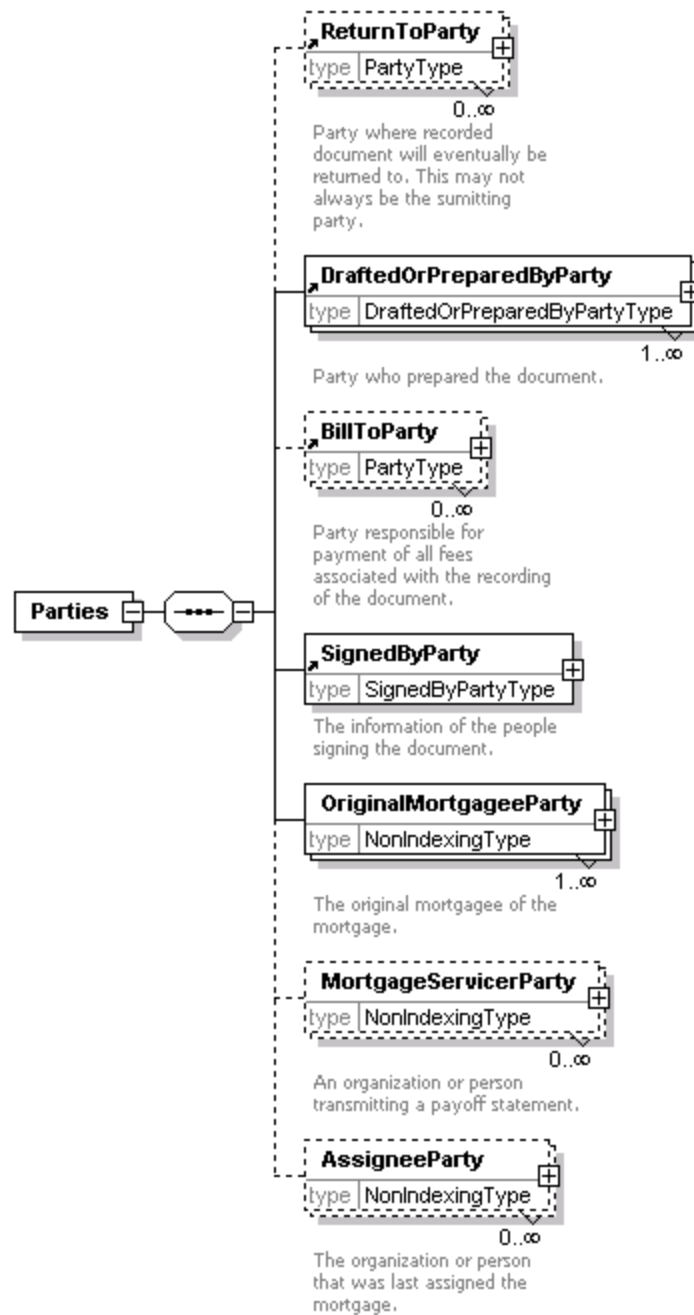 ReturnToParty
type PartyType
0..∞
Party where recorded
document will eventually be
returned to. This may not
always be the sumitting
party.
DraftedOrPreparedByParty
type DraftedOrPreparedByPartyType
1..∞
Party who prepared the document.
BillToParty
type PartyType
0..∞
Party responsible for
payment of all fees
associated with the recording
of the document.
Parties
SignedByParty
type SignedByPartyType
The information of the people
signing the document.
OriginalMortgageeParty
type NonIndexingType
1..∞
The original mortgagee of the
mortgage.
MortgageServicerParty
type NonIndexingType
0..∞
An organization or person
transmitting a payoff statement.
AssigneeParty
type NonIndexingType
0..∞
The organization or person
that was last assigned the
mortgage.